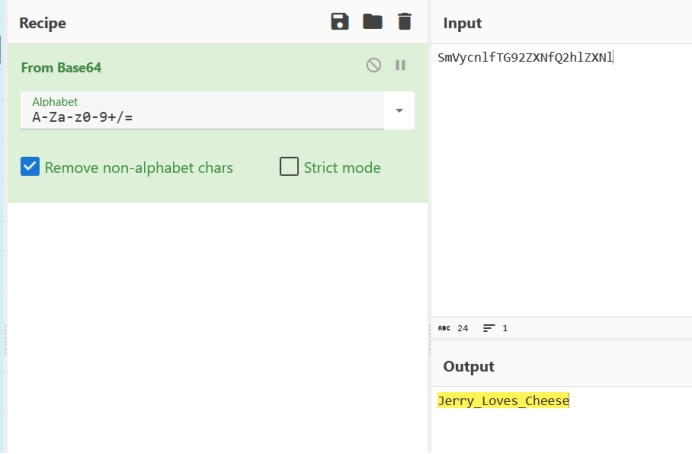 Recipe
From Base64
Alphabet
A-Za-z0-9+/=
Remove non-alphabet chars
Strict mode
Input
SmVycnlfTG92ZXNfQ2hlZXNl
ABC 24 1
Output
Jerry_Loves_Cheese